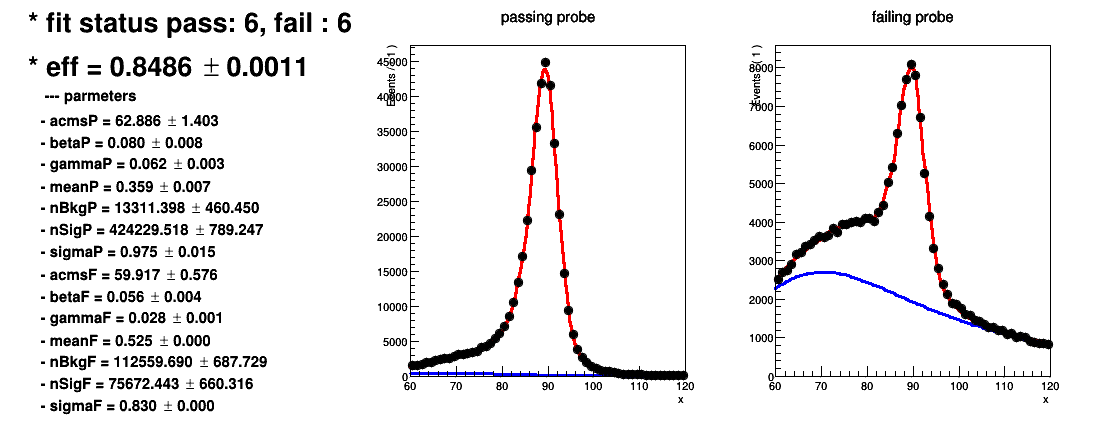 * fit status pass: 6, fail : 6
* eff = 0.8486 ± 0.0011
--- parmeters
- acmsP = 62.886 ± 1.403
- betaP = 0.080 ± 0.008
- gammaP = 0.062 ± 0.003
- meanP = 0.359 ± 0.007
- nBkgP = 13311.398 ± 460.450
- nSigP = 424229.518 ± 789.247
- sigmaP = 0.975 ± 0.015
- acmsF = 59.917 ± 0.576
- betaF = 0.056 ± 0.004
- gammaF = 0.028 ± 0.001
- meanF = 0.525 ± 0.000
- nBkgF = 112559.690 ± 687.729
- nSigF = 75672.443 ± 660.316
- sigmaF = 0.830 ± 0.000
passing probe
Events / ( 1 )
45000
40000
35000
30000
25000
20000
15000
10000
5000
0
60 70 80 90 100 110 120
x
failing probe
Events / ( 1 )
8000
7000
6000
5000
4000
3000
2000
1000
0
60 70 80 90 100 110 120
x